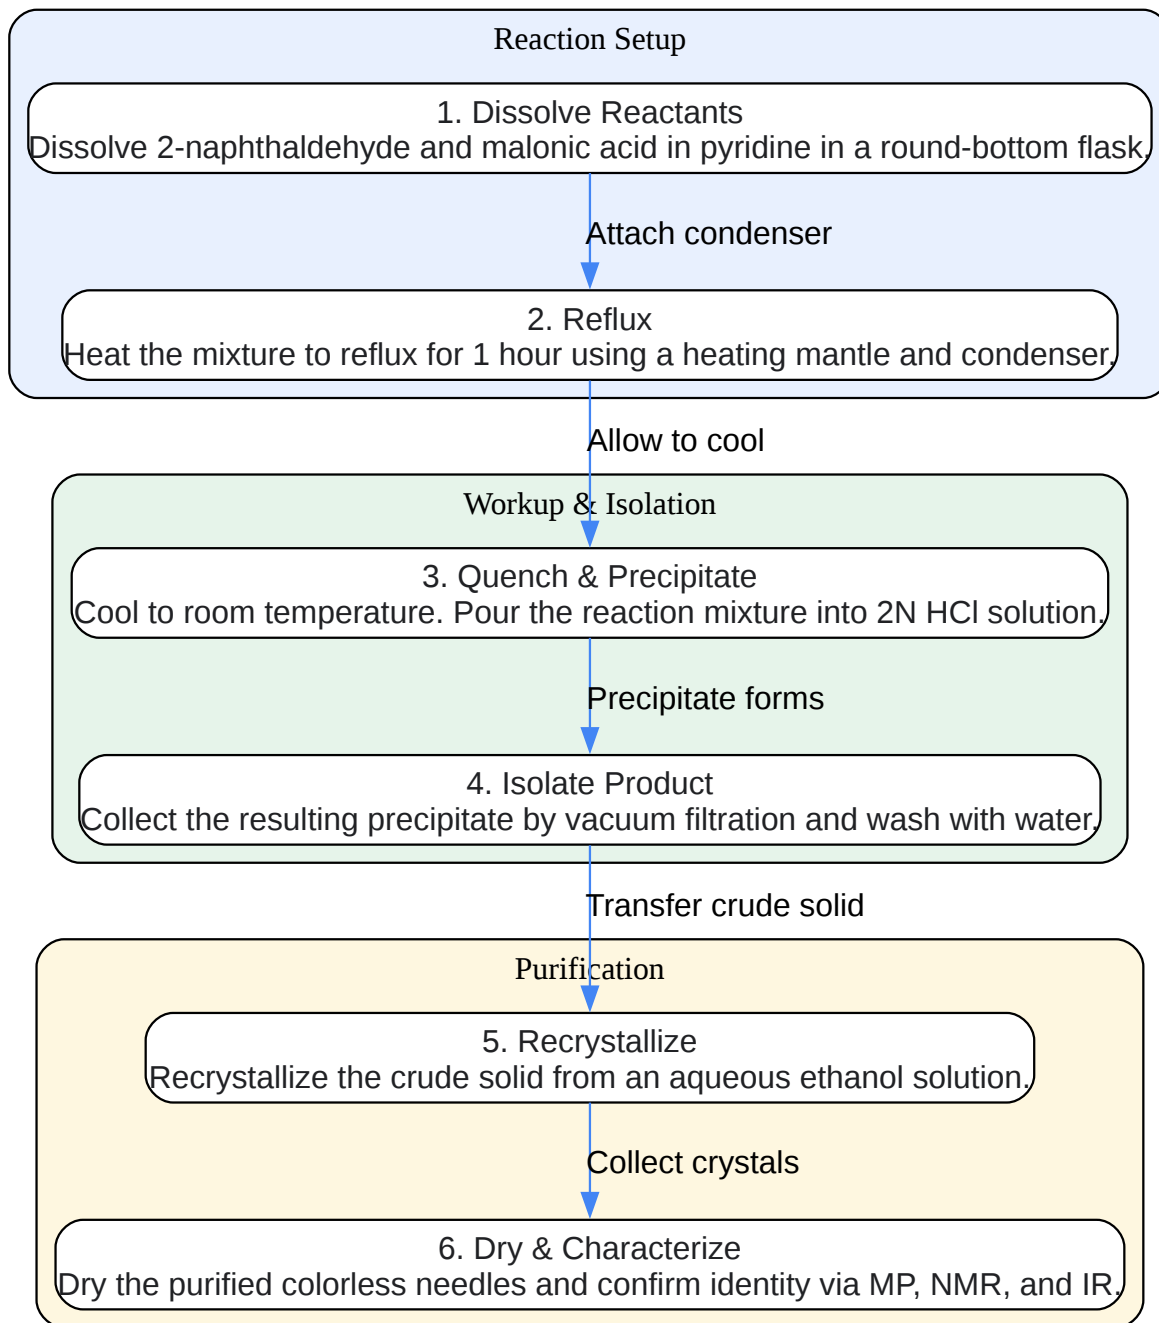 Reaction Setup
1. Dissolve Reactants
Dissolve 2-naphthaldehyde and malonic acid in pyridine in a round-bottom flask.
Attach condenser
2. Reflux
Heat the mixture to reflux for 1 hour using a heating mantle and condenser.
Allow to cool
Workup & Isolation
3. Quench & Precipitate
Cool to room temperature. Pour the reaction mixture into 2N HCl solution.
Precipitate forms
4. Isolate Product
Collect the resulting precipitate by vacuum filtration and wash with water.
Transfer crude solid
Purification
5. Recrystallize
Recrystallize the crude solid from an aqueous ethanol solution.
Collect crystals
6. Dry & Characterize
Dry the purified colorless needles and confirm identity via MP, NMR, and IR.